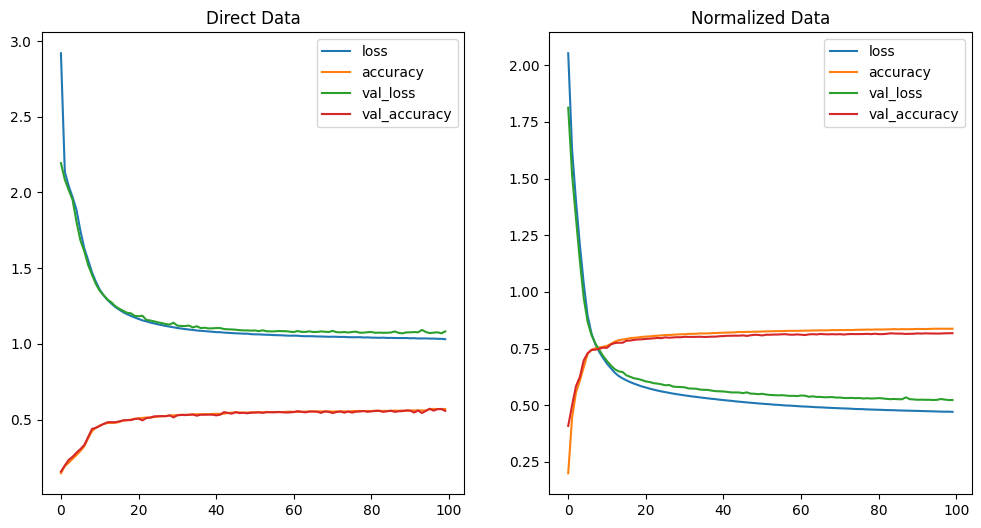 Direct Data
3.0
2.5
2.0
1.5
1.0
0.5
0 20 40 60 80 100
loss
accuracy
val_loss
val_accuracy
Normalized Data
2.00
1.75
1.50
1.25
1.00
0.75
0.50
0.25
0 20 40 60 80 100
loss
accuracy
val_loss
val_accuracy